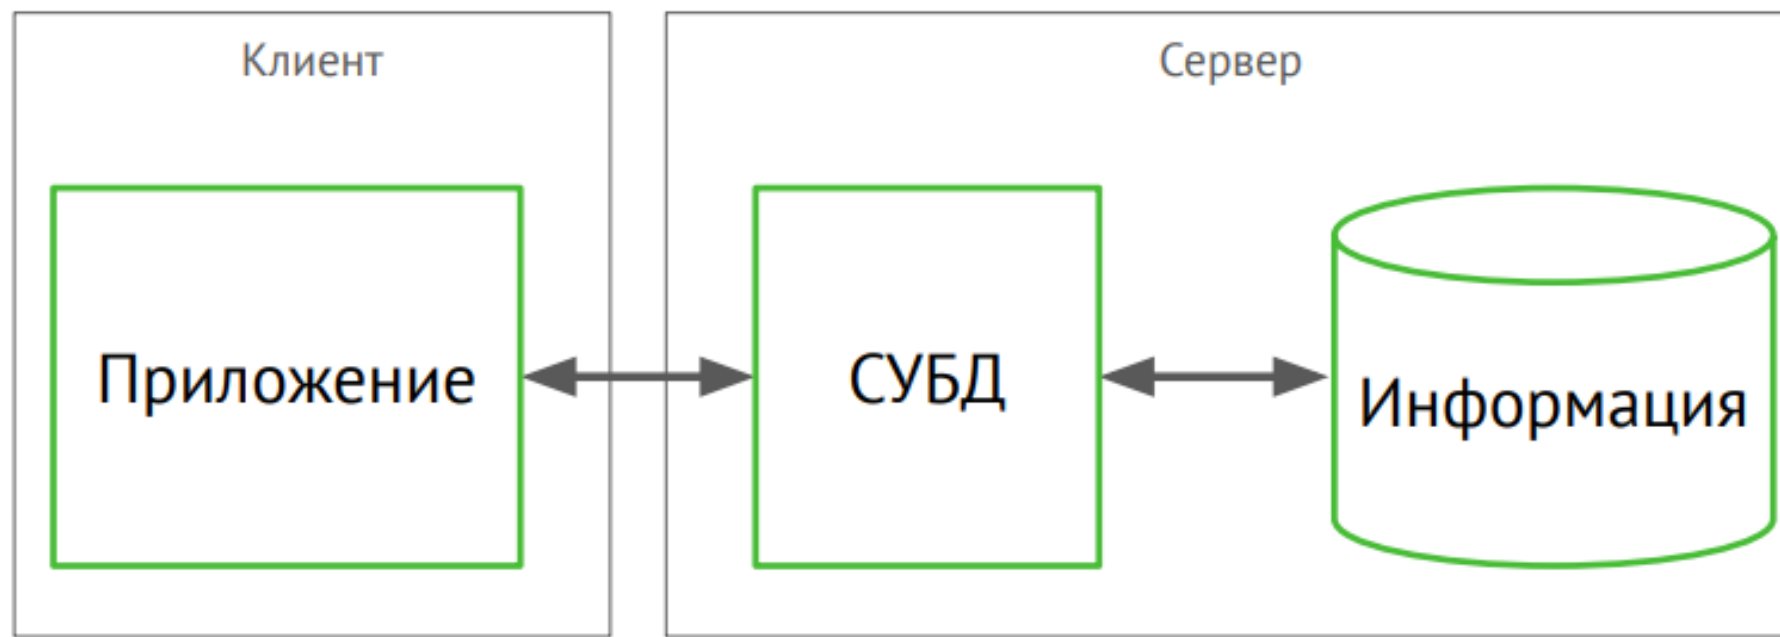 Клиент
Сервер
Приложение
СУБД
Информация